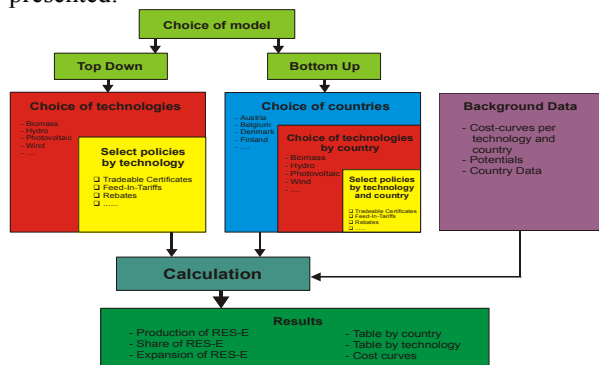 presented.
Choice of model
Top Down
Bottom Up
Choice of technologies
- Biomass
- Hydro
- Photovoltaic
- Wind
- ....
Select policies
by technology
❑ Tradeable Certificates
❑ Feed-In-Tariffs
❑ Rebates
❑ ......
Choice of countries
- Austria
- Belgium
- Denmark
- Finland
- ....
Choice of technologies
by country
- Biomass
- Hydro
- Photovoltaic
- Wind
- ....
Select policies
by technology
and country
❑ Tradeable Certificates
❑ Feed-In-Tariffs
❑ Rebates
❑ ......
Background Data
- Cost-curves per
technology and
country
- Potentials
- Country Data
Calculation
Results
- Production of RES-E
- Share of RES-E
- Expansion of RES-E
- Table by country
- Table by technology
- Cost curves